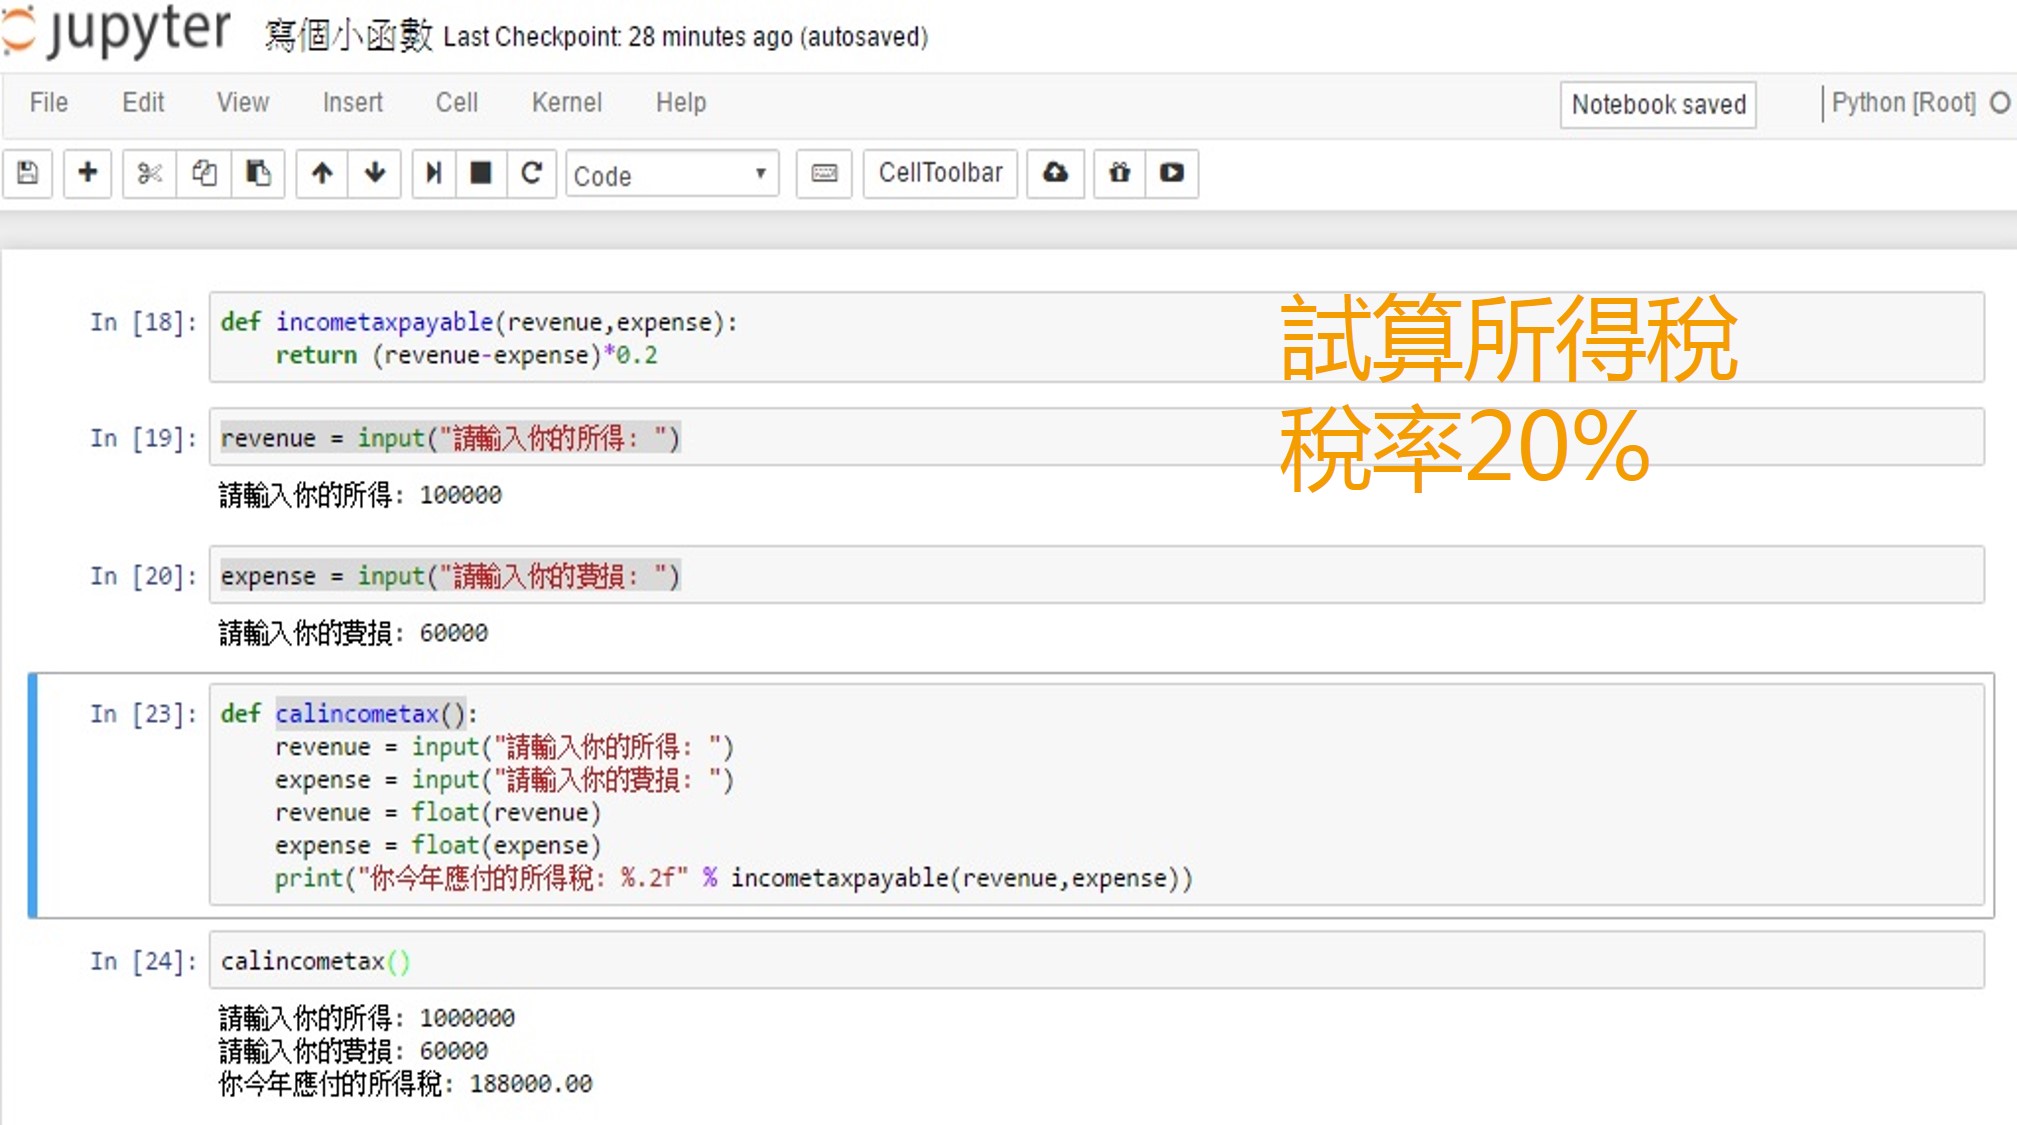 jupyter 寫個小函數 Last Checkpoint: 28 minutes ago (autosaved)
File Edit View Insert Cell Kernel Help Notebook saved Python [Root]
Code CellToolbar
In [18]: def incometaxpayable(revenue,expense):
return (revenue-expense)*0.2
試算所得稅
稅率20%
In [19]: revenue = input("請輸入你的所得: ")
請輸入你的所得: 100000
In [20]: expense = input("請輸入你的費損: ")
請輸入你的費損: 60000
In [23]: def calincometax():
revenue = input("請輸入你的所得: ")
expense = input("請輸入你的費損: ")
revenue = float(revenue)
expense = float(expense)
print("你今年應付的所得稅: %.2f" % incometaxpayable(revenue,expense))
In [24]: calincometax()
請輸入你的所得: 1000000
請輸入你的費損: 60000
你今年應付的所得稅: 188000.00